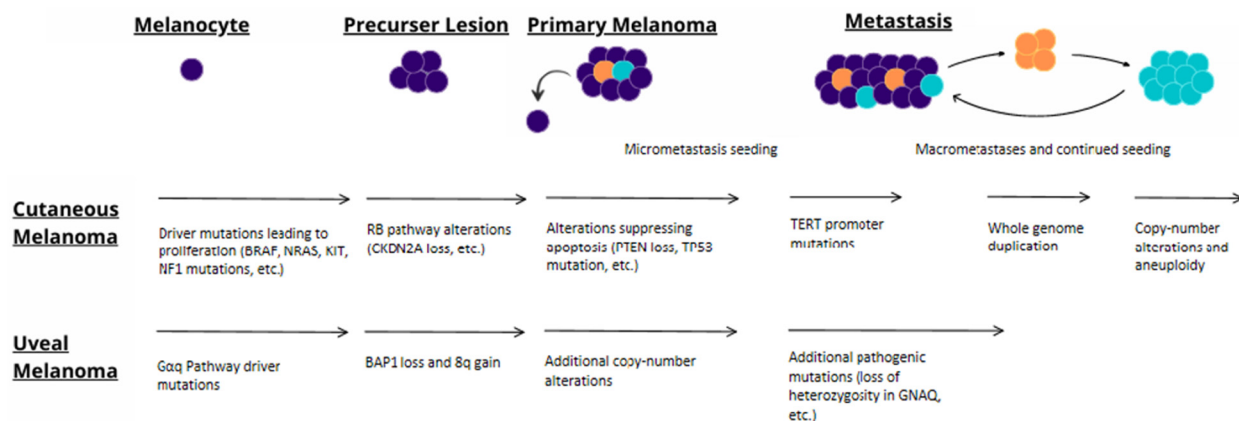 Melanocyte
Precurser Lesion
Primary Melanoma
Metastasis
Micrometastasis seeding
Macrometastases and continued seeding
Cutaneous
Melanoma
Driver mutations leading to
proliferation (BRAF, NRAS, KIT,
NF1 mutations, etc.)
RB pathway alterations
(CKDN2A loss, etc.)
Alterations suppressing
apoptosis (PTEN loss, TP53
mutation, etc.)
TERT promoter
mutations
Whole genome
duplication
Copy-number
alterations and
aneuploidy
Uveal
Melanoma
Gαq Pathway driver
mutations
BAP1 loss and 8q gain
Additional copy-number
alterations
Additional pathogenic
mutations (loss of
heterozygosity in GNAQ,
etc.)